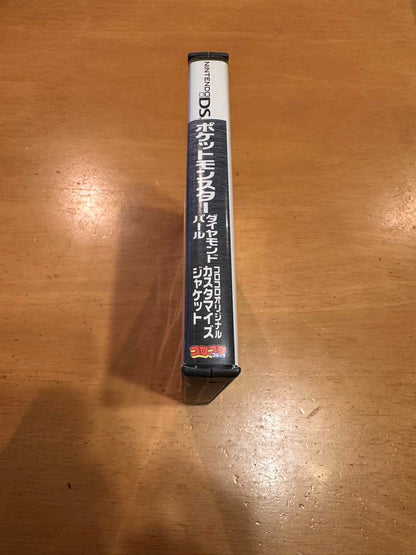 NINTENDO
DS
ポケットモンスター
ダイヤモンド
パール
コロコロオリジナル
カスタマイズ
ジャケット
コロコロ